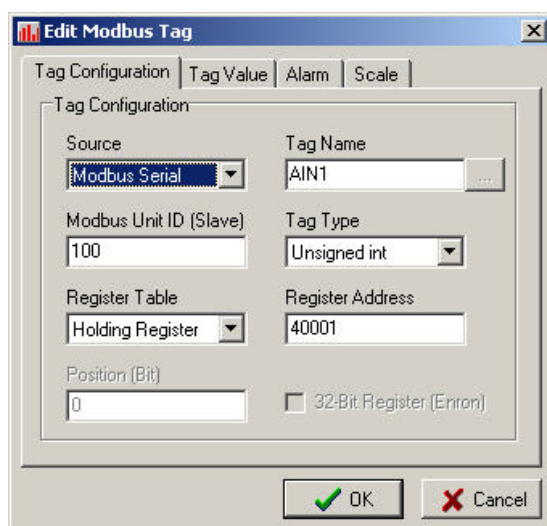 Edit Modbus Tag
Tag Configuration Tag Value Alarm Scale
Tag Configuration
Source Tag Name
Modbus Serial AIN1 ...
Modbus Unit ID (Slave) Tag Type
100 Unsigned int
Register Table Register Address
Holding Register 40001
Position (Bit)
0 32-Bit Register (Enron)
OK Cancel